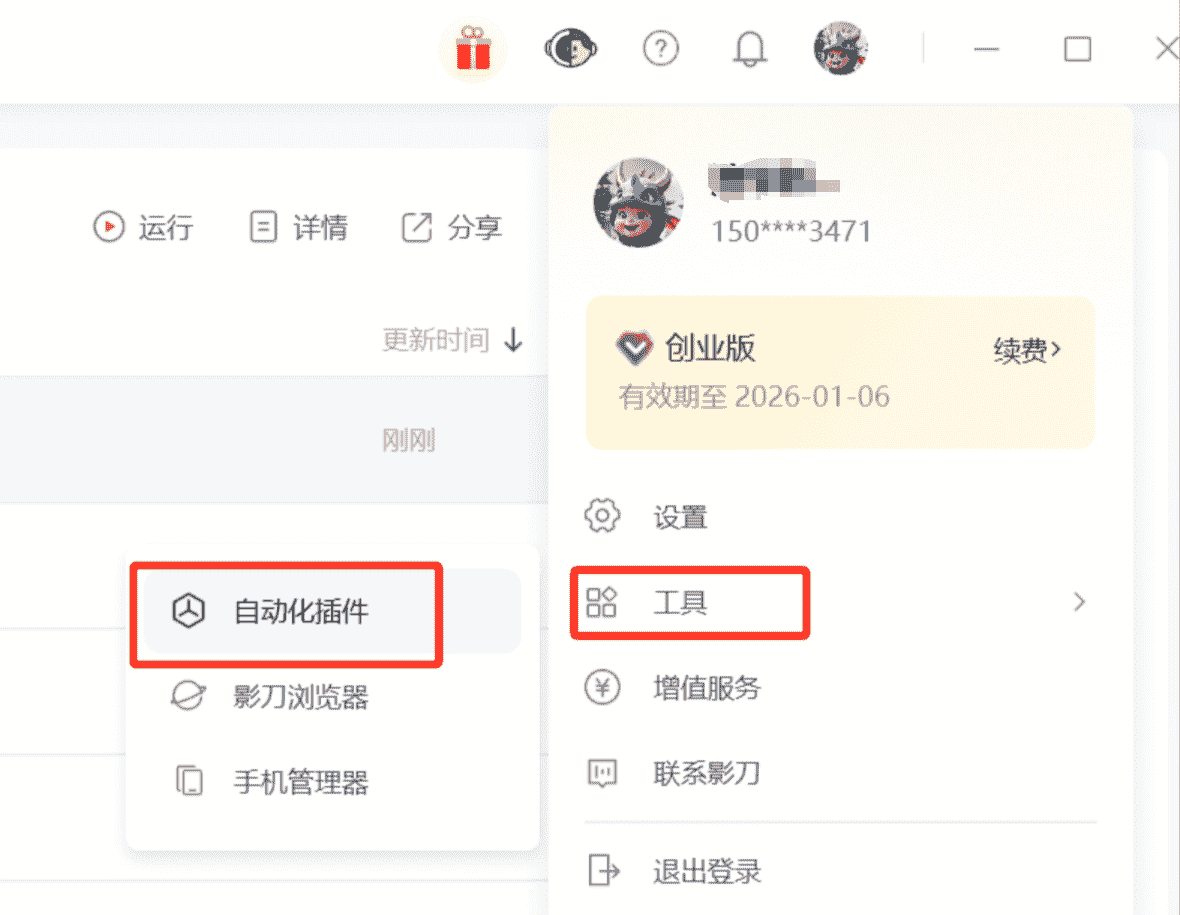 运行 详情 分享
更新时间
刚刚
150****3471
创业版 续费
有效期至 2026-01-06
设置
工具
增值服务
联系影刀
退出登录
自动化插件
影刀浏览器
手机管理器